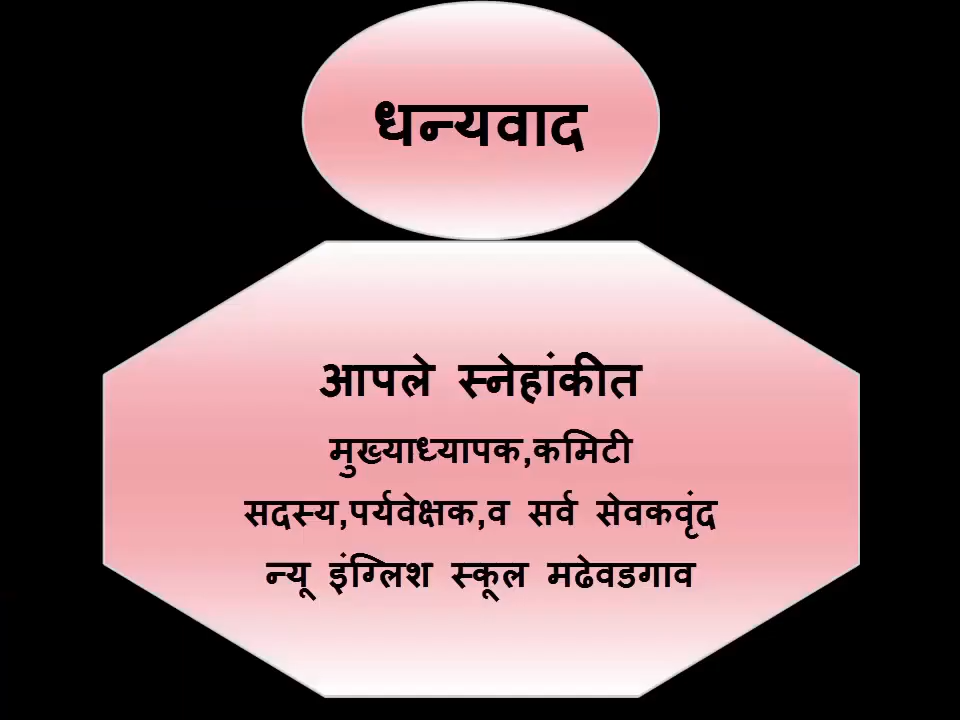 धन्यवाद
आपले स्नेहांकीत
मुख्याध्यापक,कमिटी
सदस्य,पर्यवेक्षक,व सर्व सेवकवृंद
न्यू इंग्लिश स्कूल मढेवडगाव